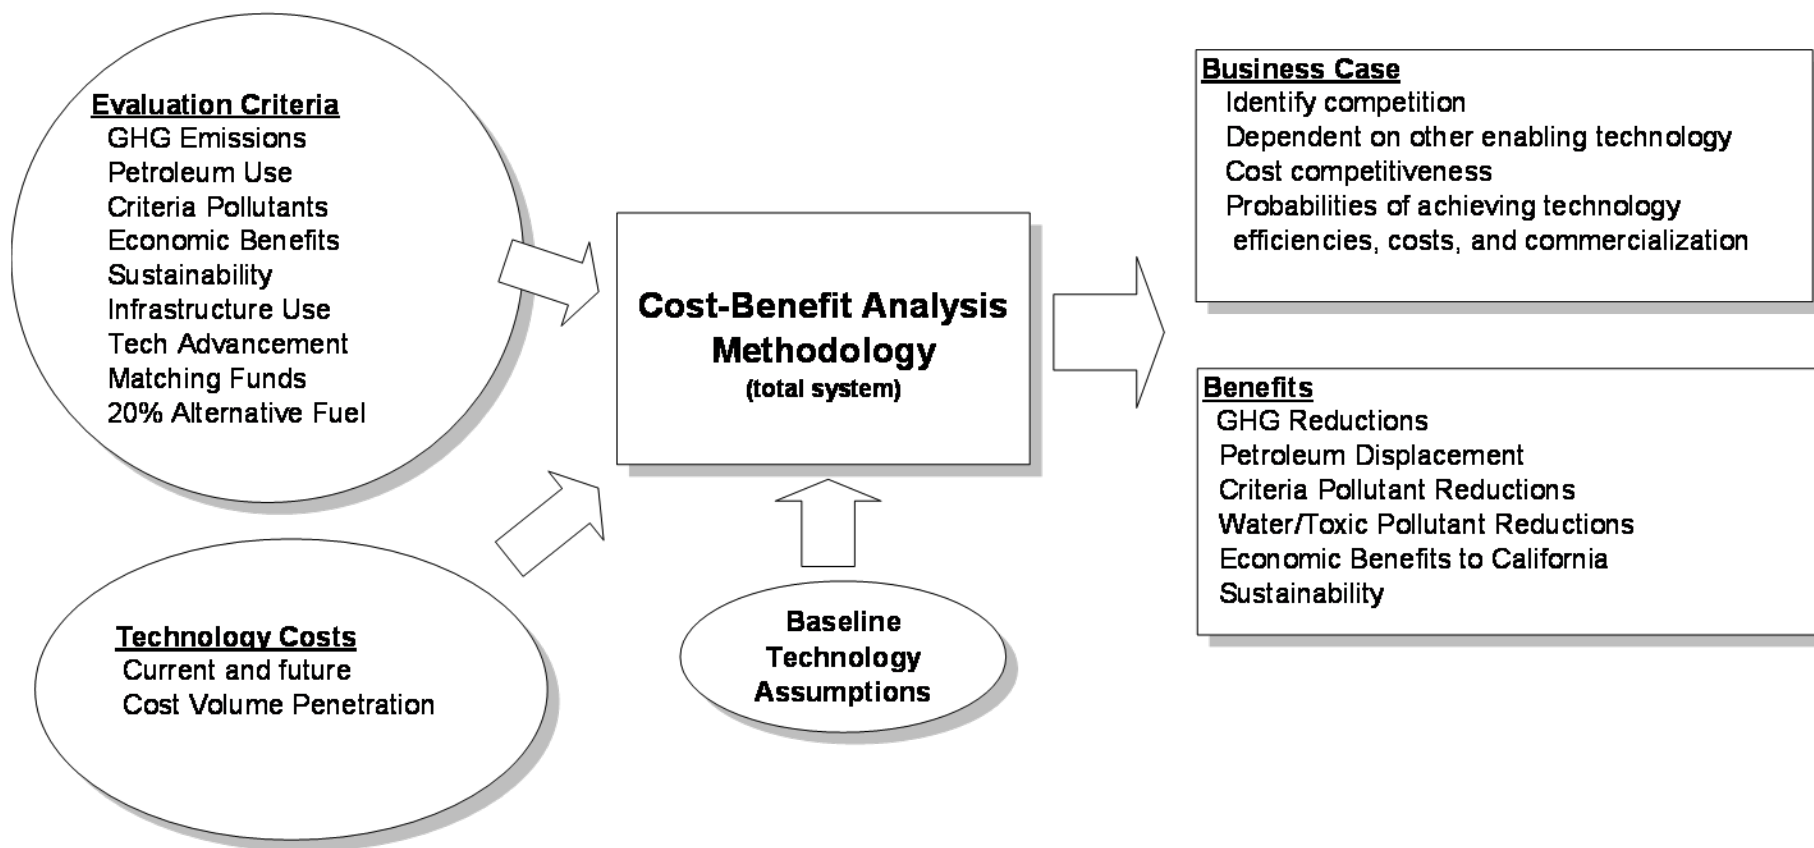 Evaluation Criteria
GHG Emissions
Petroleum Use
Criteria Pollutants
Economic Benefits
Sustainability
Infrastructure Use
Tech Advancement
Matching Funds
20% Alternative Fuel
Technology Costs
Current and future
Cost Volume Penetration
Cost-Benefit Analysis
Methodology
(total system)
Baseline
Technology
Assumptions
Business Case
Identify competition
Dependent on other enabling technology
Cost competitiveness
Probabilities of achieving technology
efficiencies, costs, and commercialization
Benefits
GHG Reductions
Petroleum Displacement
Criteria Pollutant Reductions
Water/Toxic Pollutant Reductions
Economic Benefits to California
Sustainability